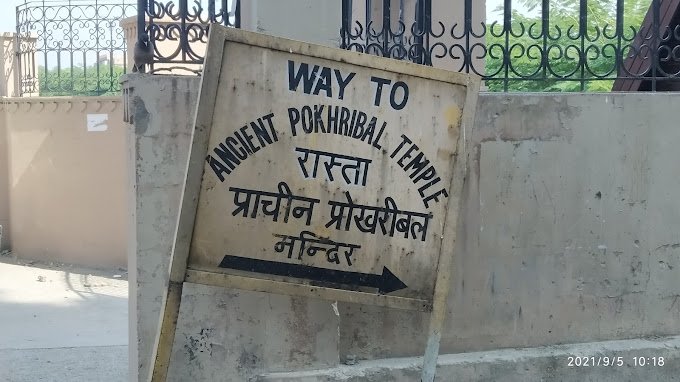 WAY TO
ANCIENT POKHRIBAL TEMPLE
रास्ता
प्राचीन प्रोखरीबल
मन्दिर
2021/9/5 10:18